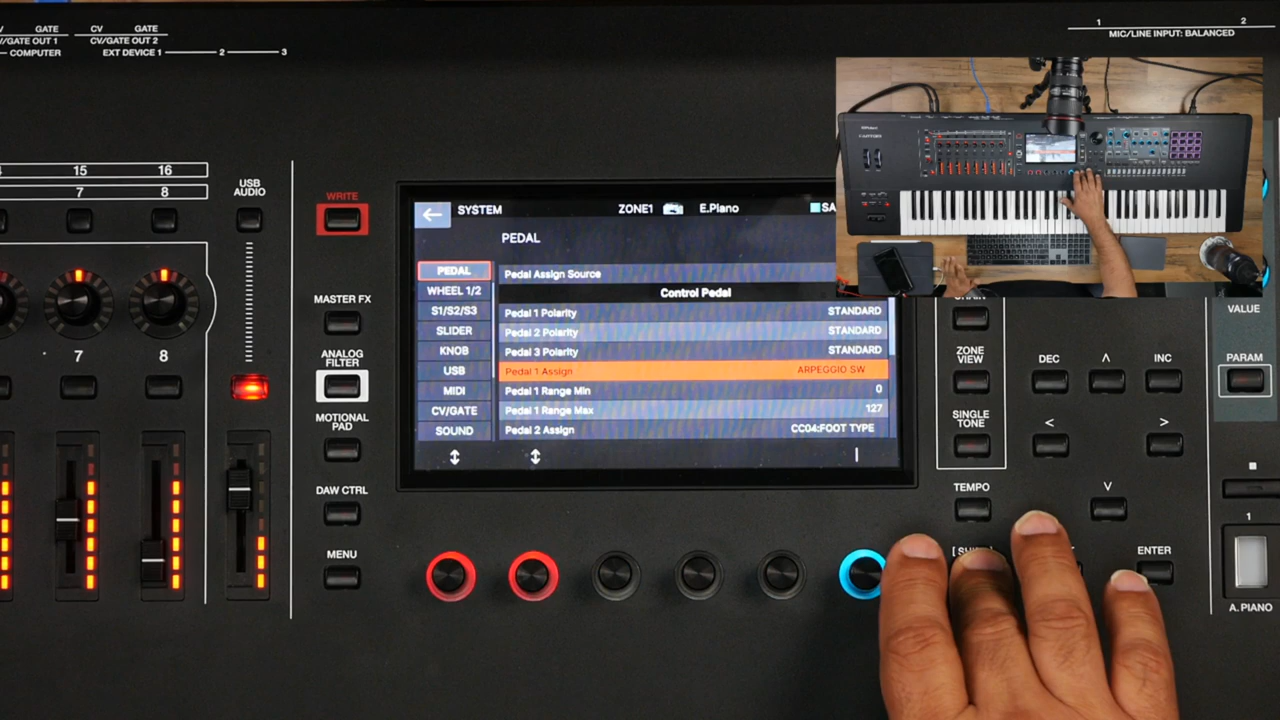 GATE
CV GATE
V/GATE OUT 1
CV/GATE OUT 2
COMPUTER
EXT DEVICE 1
2
3
1
2
MIC/LINE INPUT: BALANCED
15
16
7
8
USB AUDIO
WRITE
MASTER FX
ANALOG FILTER
MOTIONAL PAD
DAW CTRL
MENU
7
8
SYSTEM
ZONE1
E.Piano
SA
PEDAL
PEDAL
WHEEL 1/2
S1/S2/S3
SLIDER
KNOB
USB
MIDI
CV/GATE
SOUND
Pedal Assign Source
Control Pedal
Pedal 1 Polarity STANDARD
Pedal 2 Polarity STANDARD
Pedal 3 Polarity STANDARD
Pedal 1 Assign ARPEGGIO SW
Pedal 1 Range Min 0
Pedal 1 Range Max 127
Pedal 2 Assign CC04:FOOT TYPE
ZONE VIEW
SINGLE TONE
TEMPO
DEC
INC
ENTER
VALUE
PARAM
1
A. PIANO